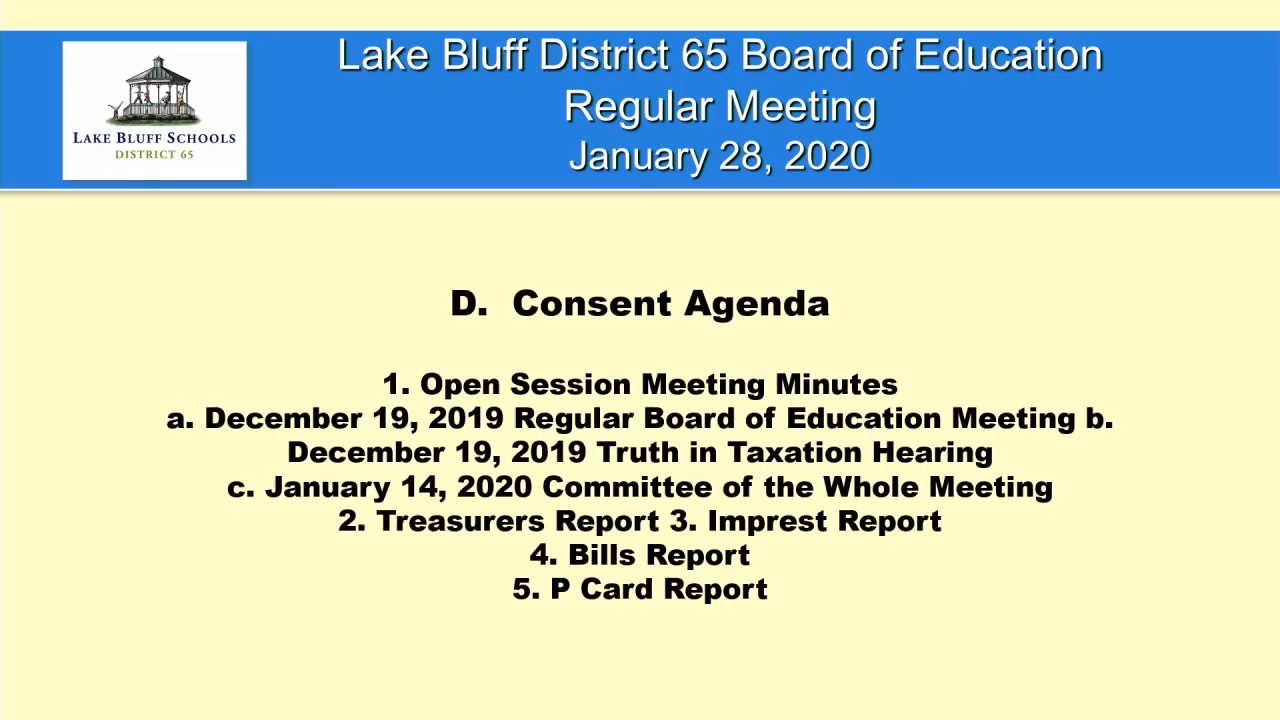 Lake Bluff District 65 Board of Education
Regular Meeting
January 28, 2020
LAKE BLUFF SCHOOLS
DISTRICT 65
D. Consent Agenda
1. Open Session Meeting Minutes
a. December 19, 2019 Regular Board of Education Meeting b.
December 19, 2019 Truth in Taxation Hearing
c. January 14, 2020 Committee of the Whole Meeting
2. Treasurers Report 3. Imprest Report
4. Bills Report
5. P Card Report